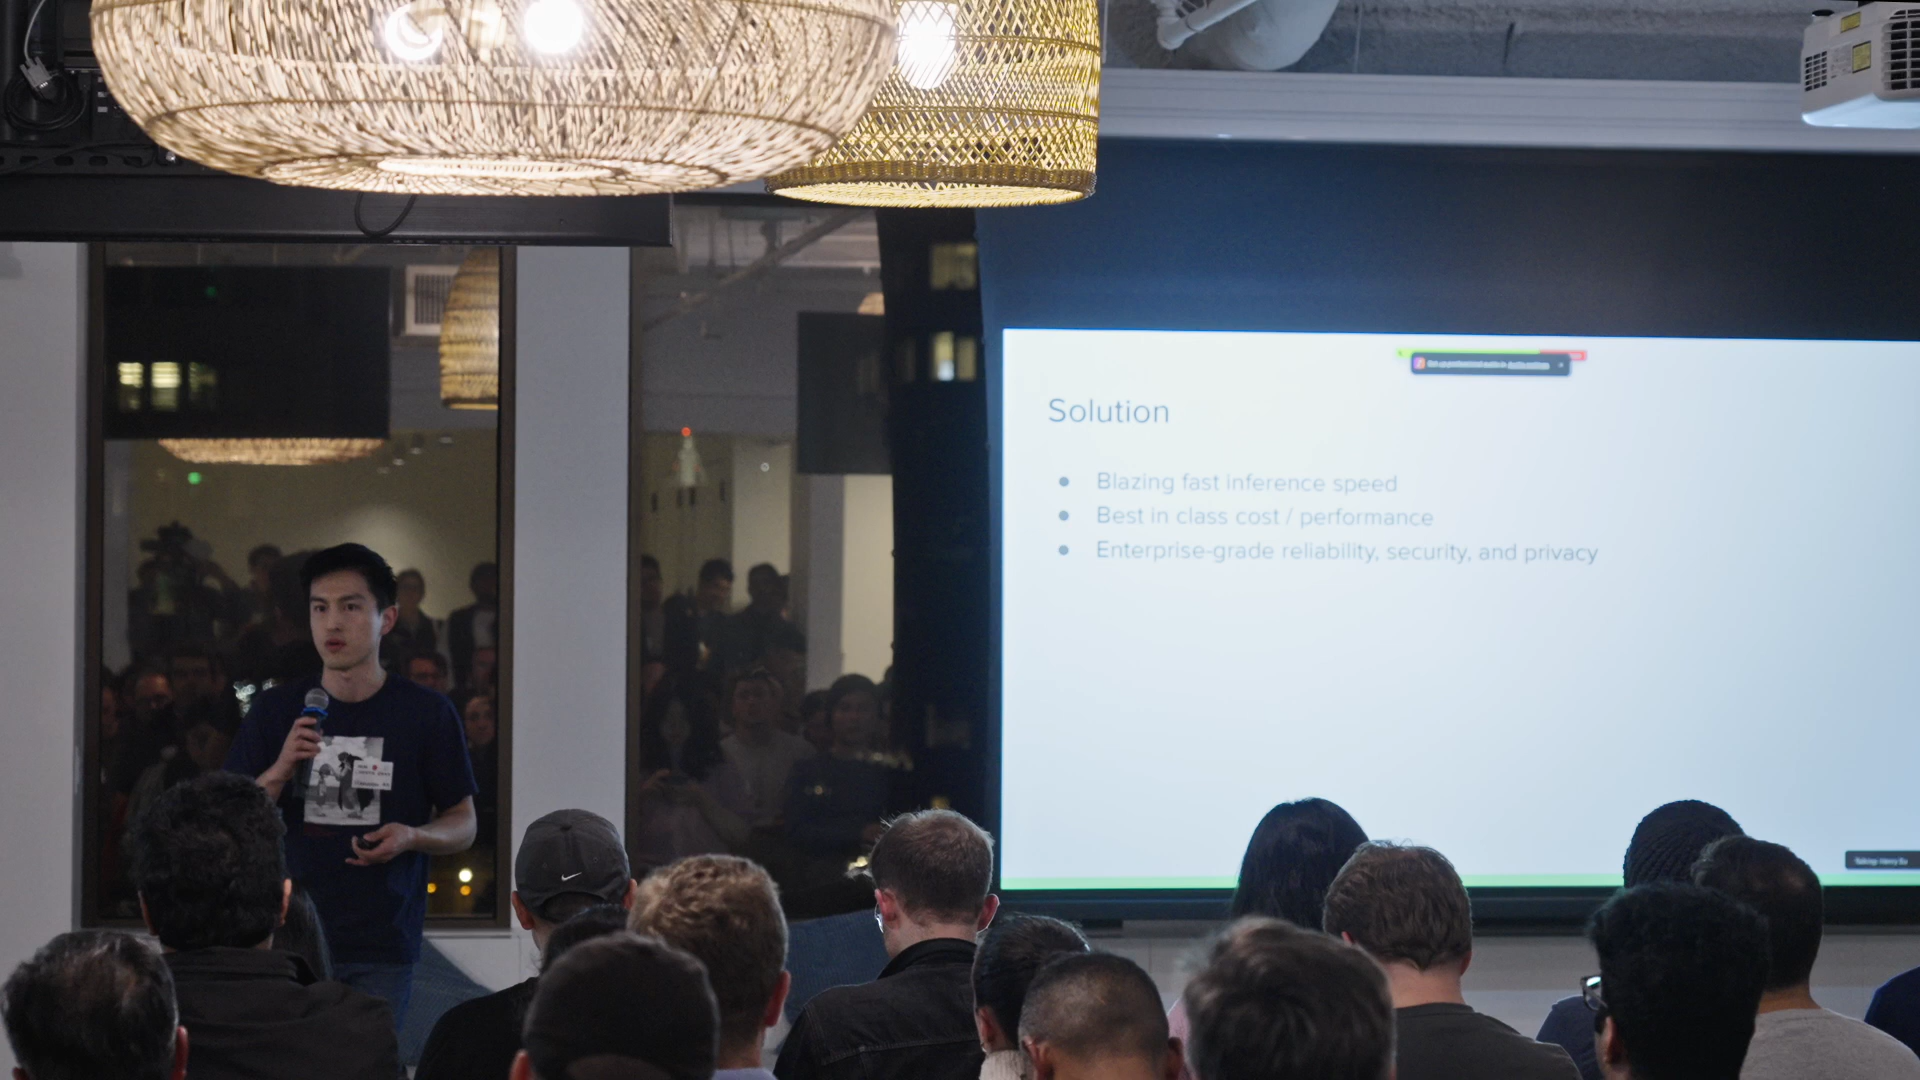 Solution
Blazing fast inference speed
Best in class cost / performance
Enterprise-grade reliability, security, and privacy